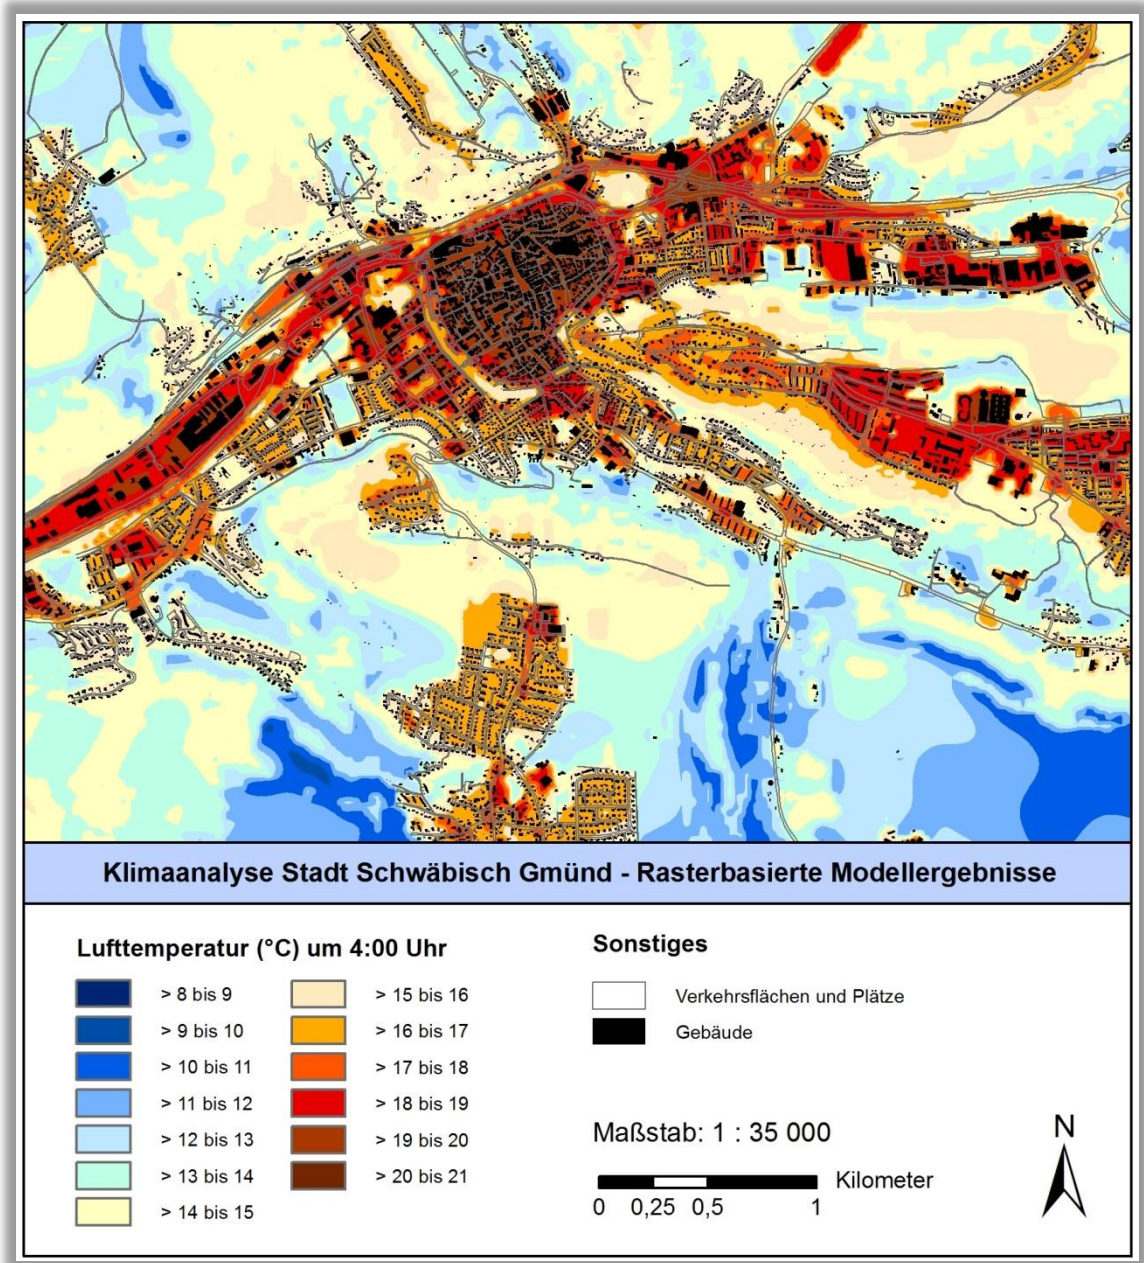 Klimaanalyse Stadt Schwäbisch Gmünd - Rasterbasierte Modellergebnisse
Lufttemperatur (°C) um 4:00 Uhr
> 8 bis 9
> 9 bis 10
> 10 bis 11
> 11 bis 12
> 12 bis 13
> 13 bis 14
> 14 bis 15
> 15 bis 16
> 16 bis 17
> 17 bis 18
> 18 bis 19
> 19 bis 20
> 20 bis 21
Sonstiges
Verkehrsflächen und Plätze
Gebäude
Maßstab: 1 : 35 000
Kilometer
0 0,25 0,5 1
N